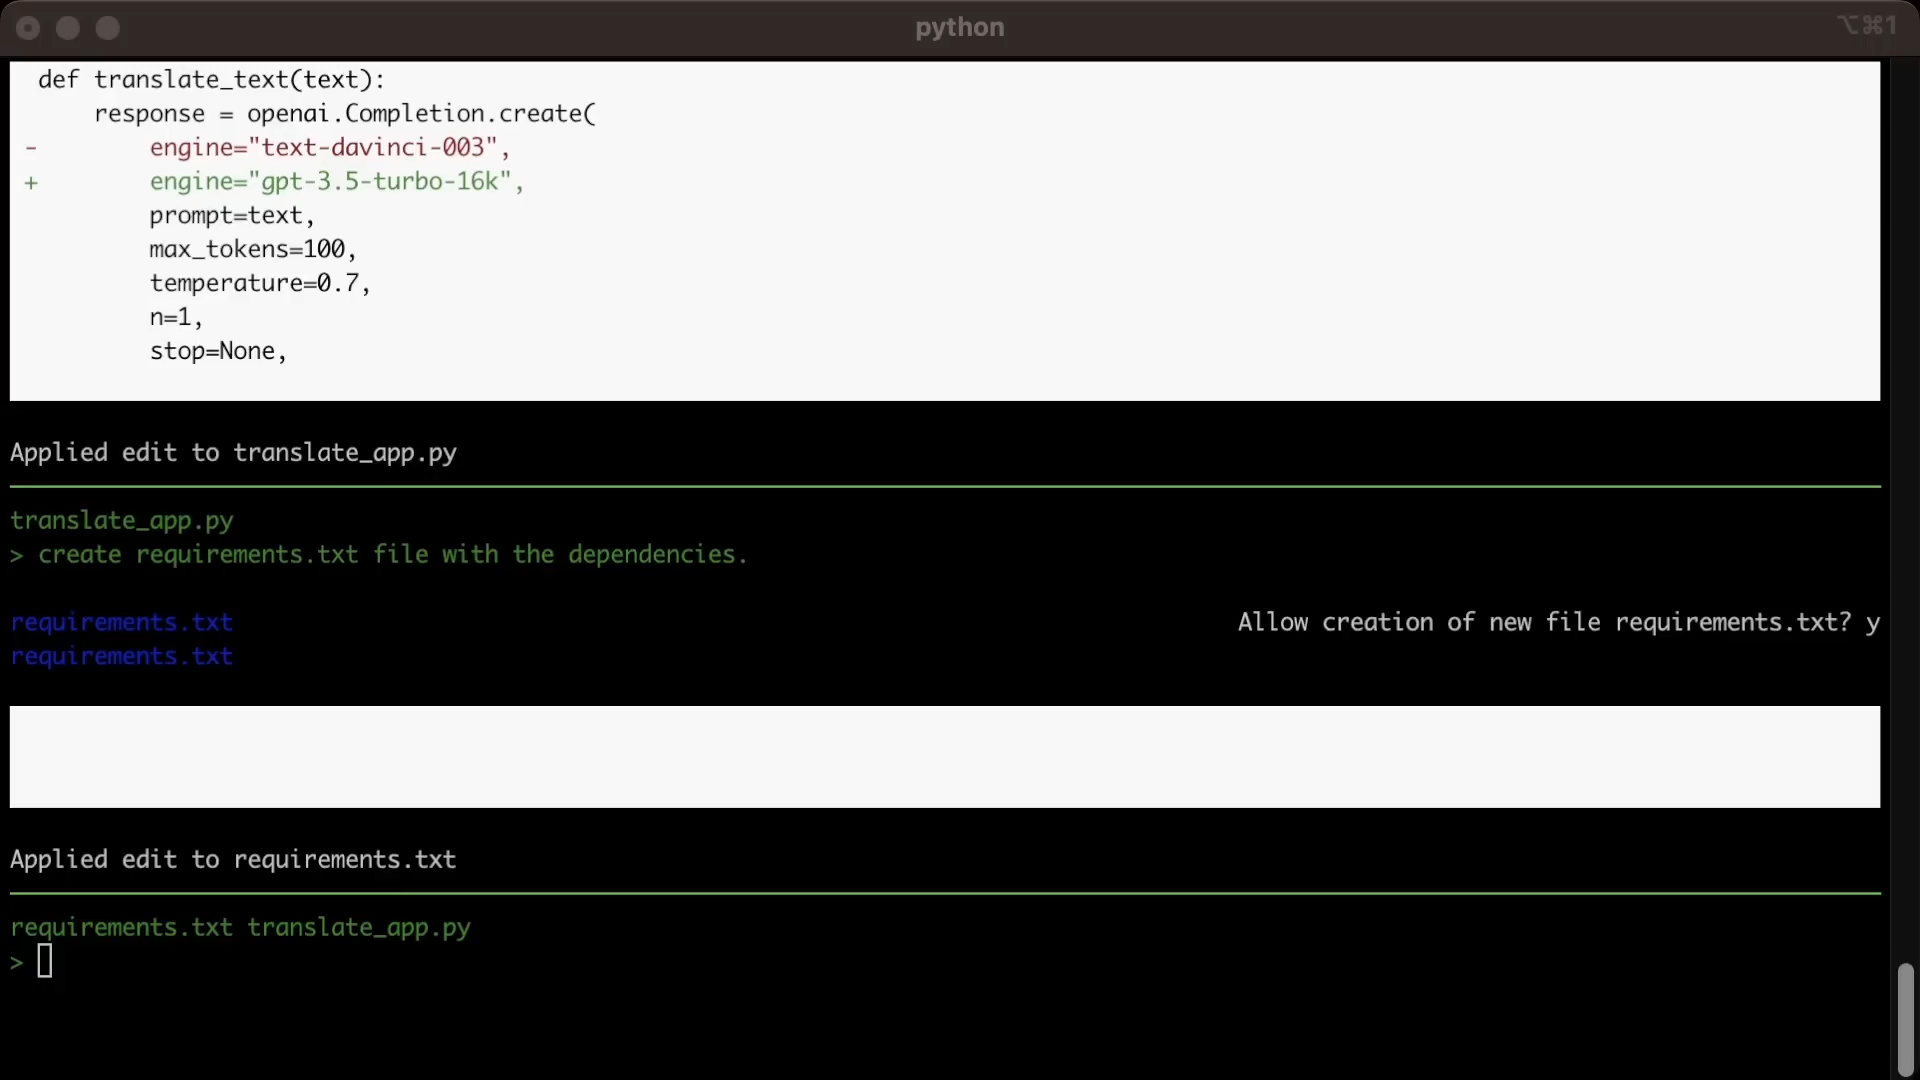 python
⌥⌘1
def translate_text(text):
response = openai.Completion.create(
- engine="text-davinci-003",
+ engine="gpt-3.5-turbo-16k",
prompt=text,
max_tokens=100,
temperature=0.7,
n=1,
stop=None,
Applied edit to translate_app.py
translate_app.py
> create requirements.txt file with the dependencies.
requirements.txt Allow creation of new file requirements.txt? y
requirements.txt
Applied edit to requirements.txt
requirements.txt translate_app.py
>